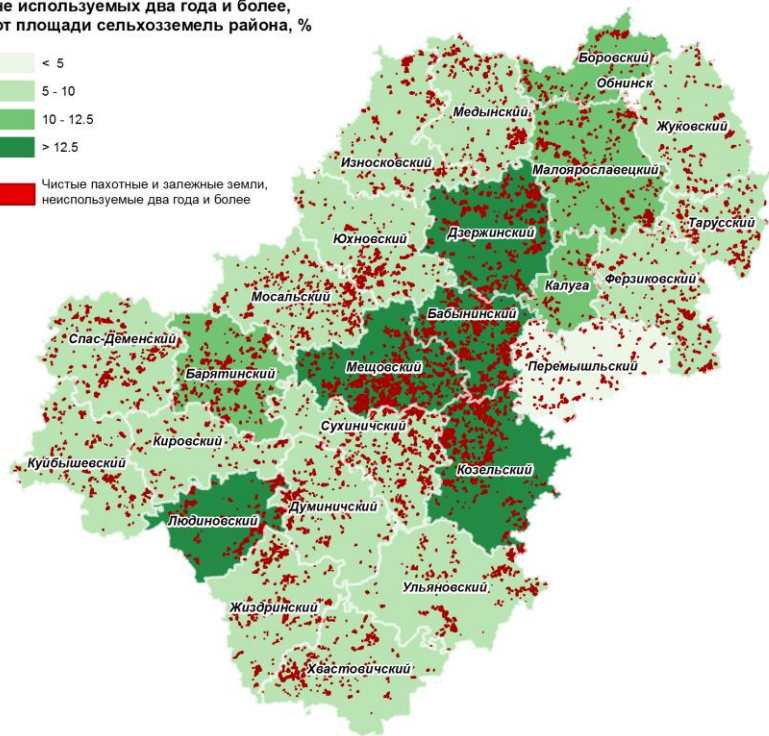 не используемых два года и более,
от площади сельхозземель района, %
< 5
5 - 10
10 - 12.5
> 12.5
Чистые пахотные и залежные земли,
неиспользуемые два года и более
Боровский
Обнинск
Медынский
Жуковский
Износковский
Малоярославецкий
Тарусский
Юхновский
Дзержинский
Калуга
Ферзиковский
Мосальский
Бабынинский
Спас-Деменский
Барятинский
Мещовский
Перемышльский
Сухиничский
Кировский
Куйбышевский
Козельский
Людиновский
Думиничский
Ульяновский
Жиздринский
Хвастовичский